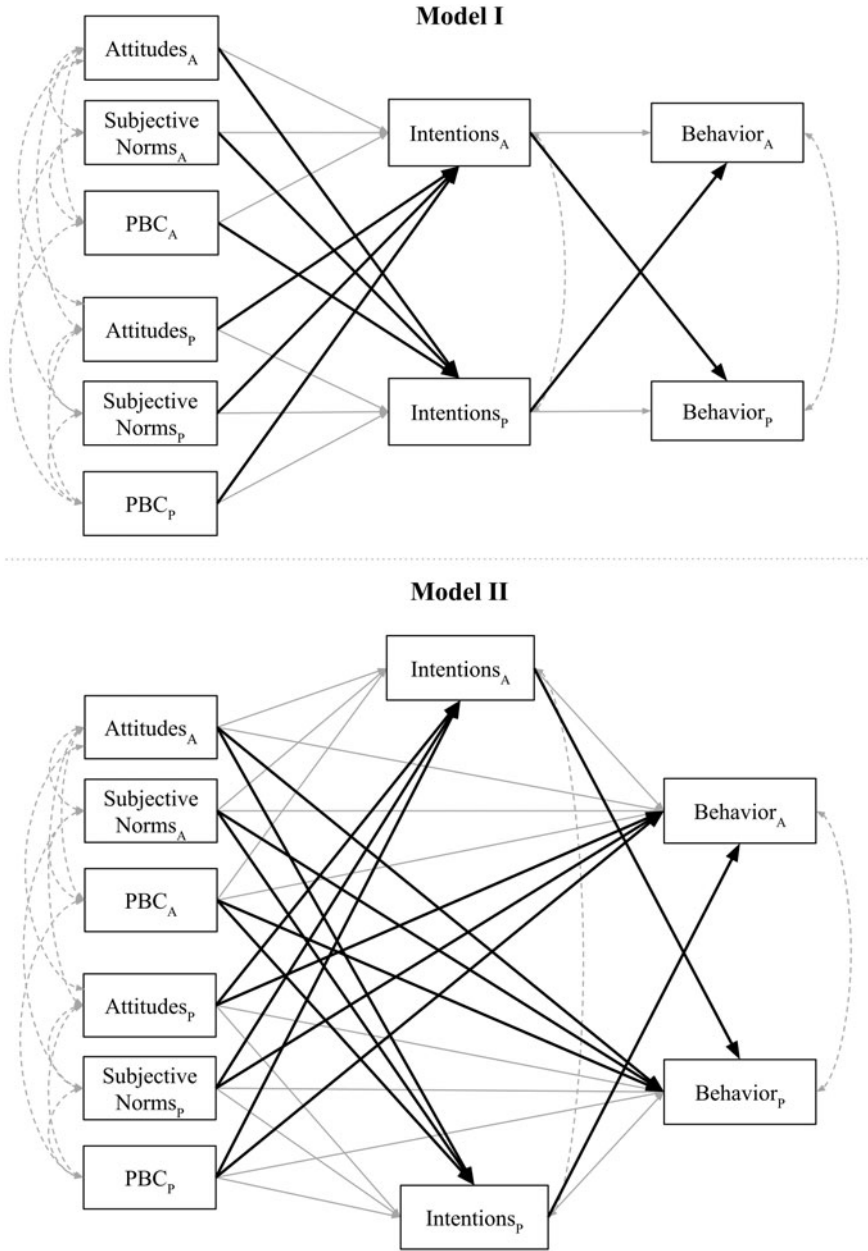 Model I
Attitudes_A
Subjective
Norms_A
PBC_A
Attitudes_P
Subjective
Norms_P
PBC_P
Intentions_A
Intentions_P
Behavior_A
Behavior_P
Model II
Attitudes_A
Subjective
Norms_A
PBC_A
Attitudes_P
Subjective
Norms_P
PBC_P
Intentions_A
Intentions_P
Behavior_A
Behavior_P